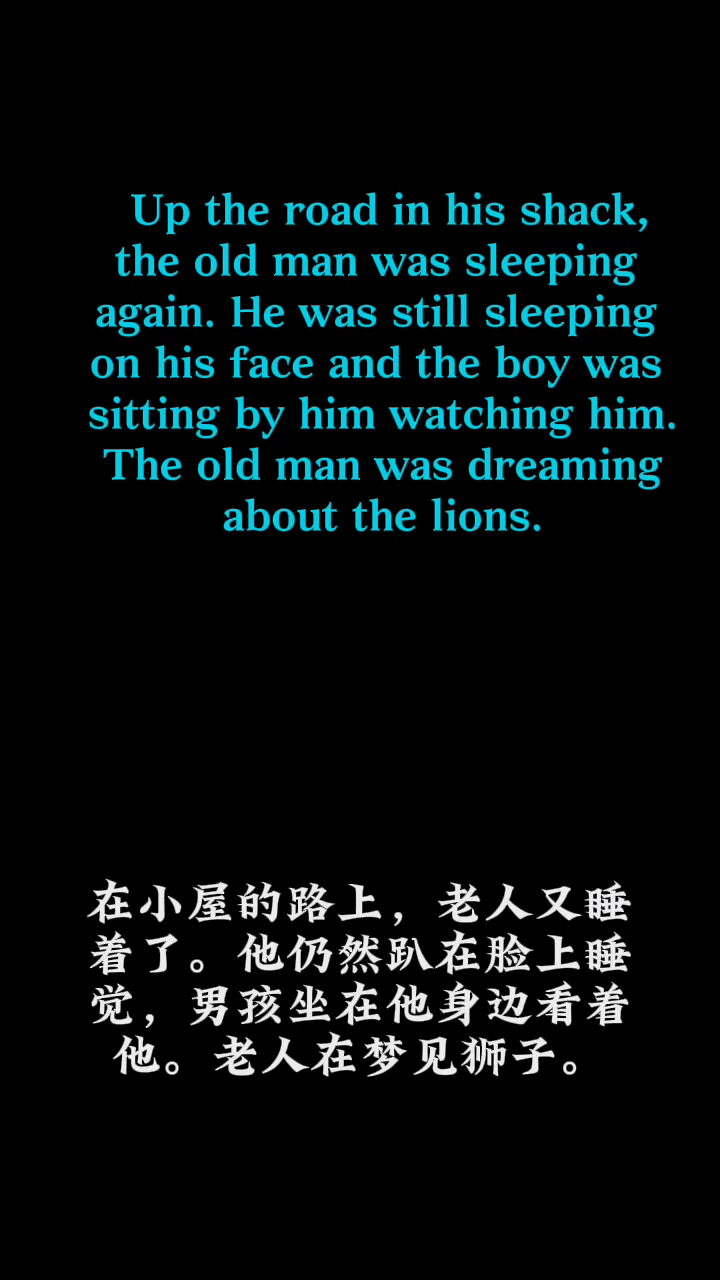 Up the road in his shack,
the old man was sleeping
again. He was still sleeping
on his face and the boy was
sitting by him watching him.
The old man was dreaming
about the lions.
在小屋的路上，老人又睡
着了。他仍然趴在脸上睡
觉，男孩坐在他身边看着
他。老人在梦见狮子。